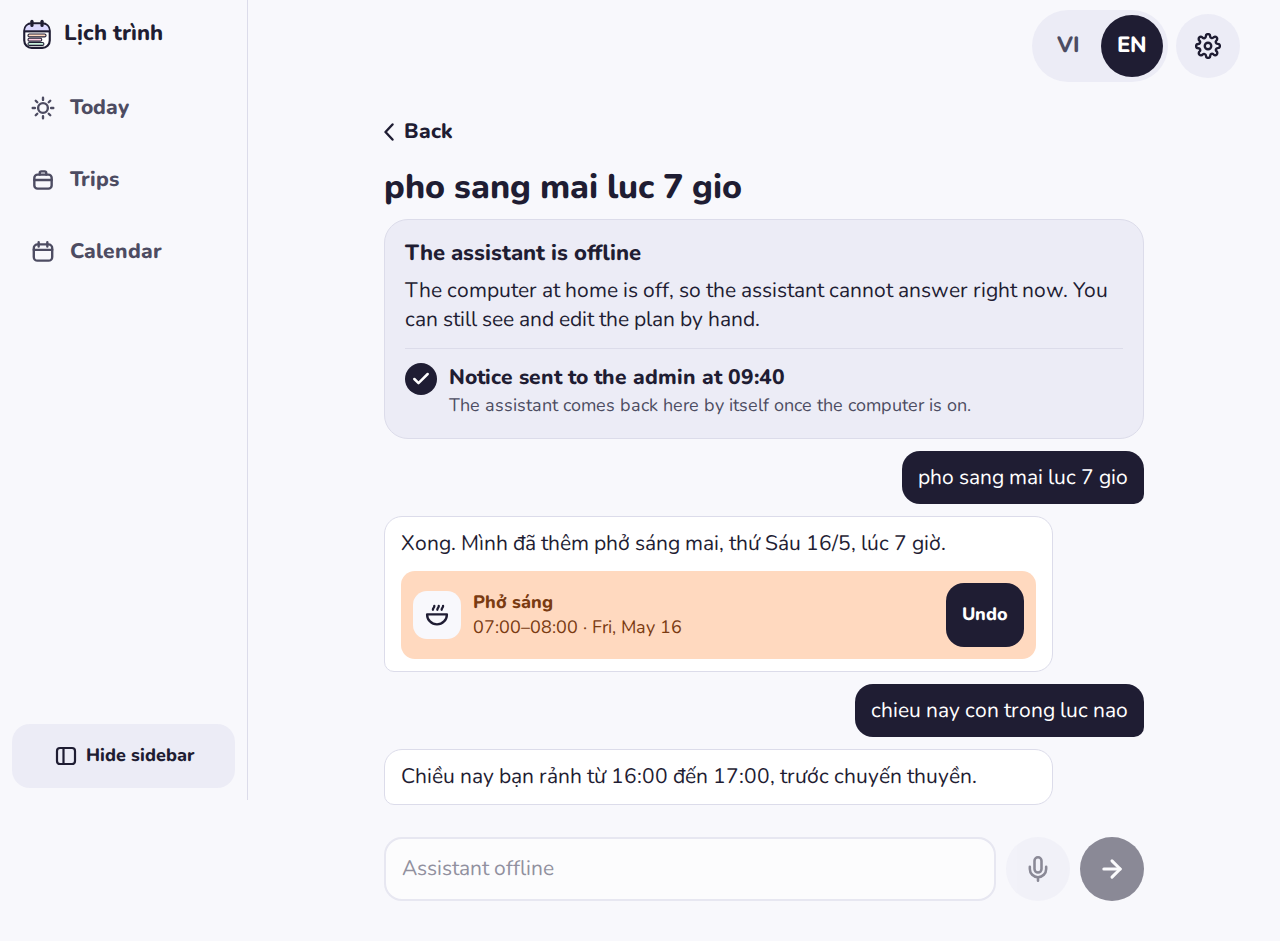 Lịch trình
VI
EN
Today
Trips
Calendar
Hide sidebar
Back
pho sang mai luc 7 gio
The assistant is offline
The computer at home is off, so the assistant cannot answer right now. You
can still see and edit the plan by hand.
Notice sent to the admin at 09:40
The assistant comes back here by itself once the computer is on.
pho sang mai luc 7 gio
Xong. Mình đã thêm phở sáng mai, thứ Sáu 16/5, lúc 7 giờ.
Phở sáng
07:00–08:00 · Fri, May 16
Undo
chieu nay con trong luc nao
Chiều nay bạn rảnh từ 16:00 đến 17:00, trước chuyến thuyền.
Assistant offline